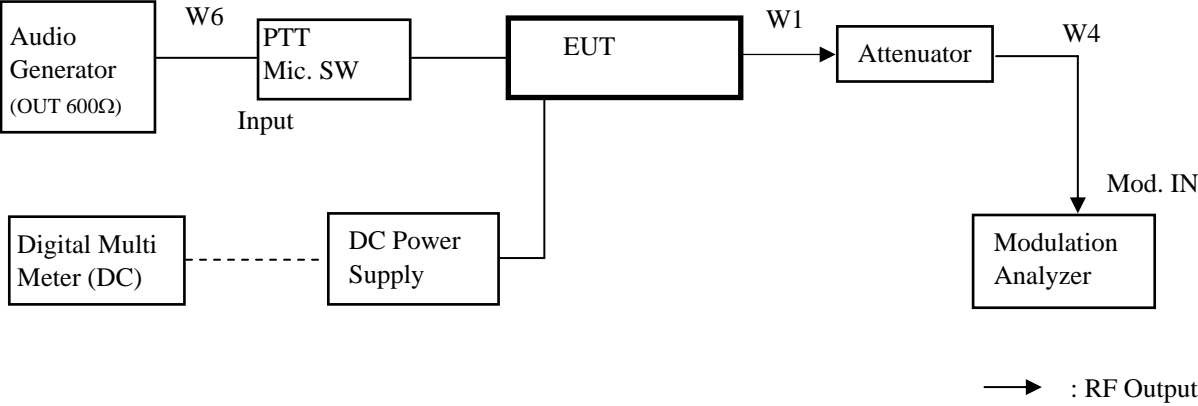 W6
Audio
Generator
(OUT 600Ω)
PTT
Mic. SW
Input
EUT
W1
Attenuator
W4
Mod. IN
Digital Multi
Meter (DC)
DC Power
Supply
Modulation
Analyzer
: RF Output